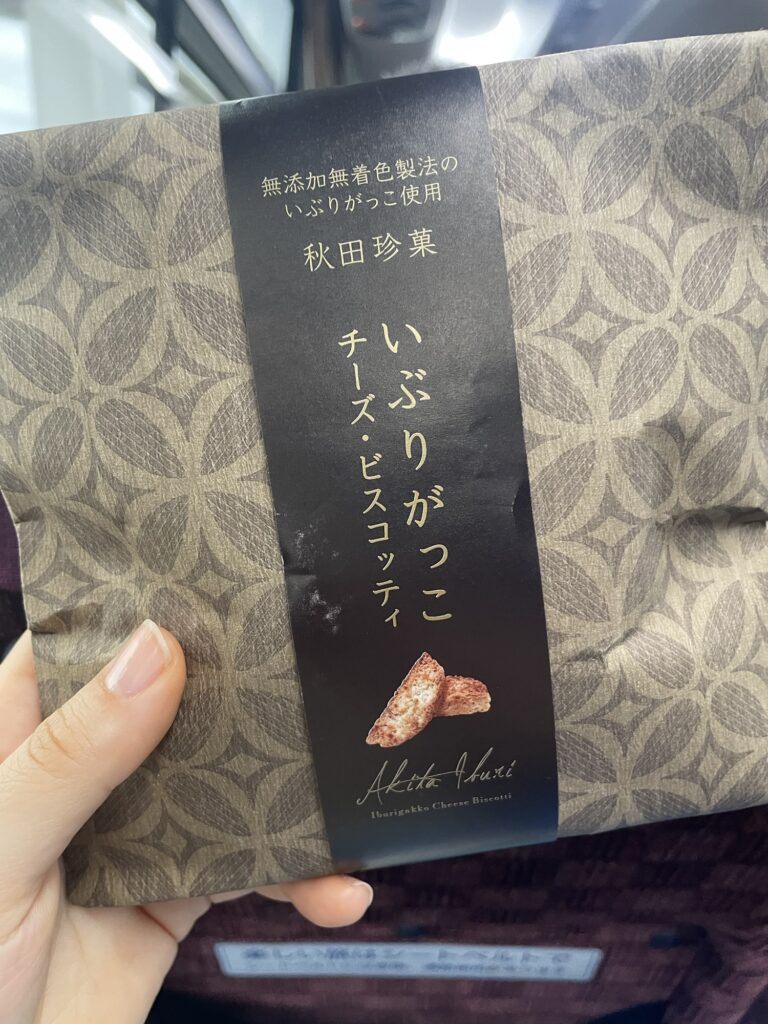 無添加無着色製法の
いぶりがっこ使用
秋田珍菓
いぶりがっこ
チーズ・ビスコッティ
Akita Iburi
Iburigakko Cheese Biscotti
楽しい旅はシートベルトで